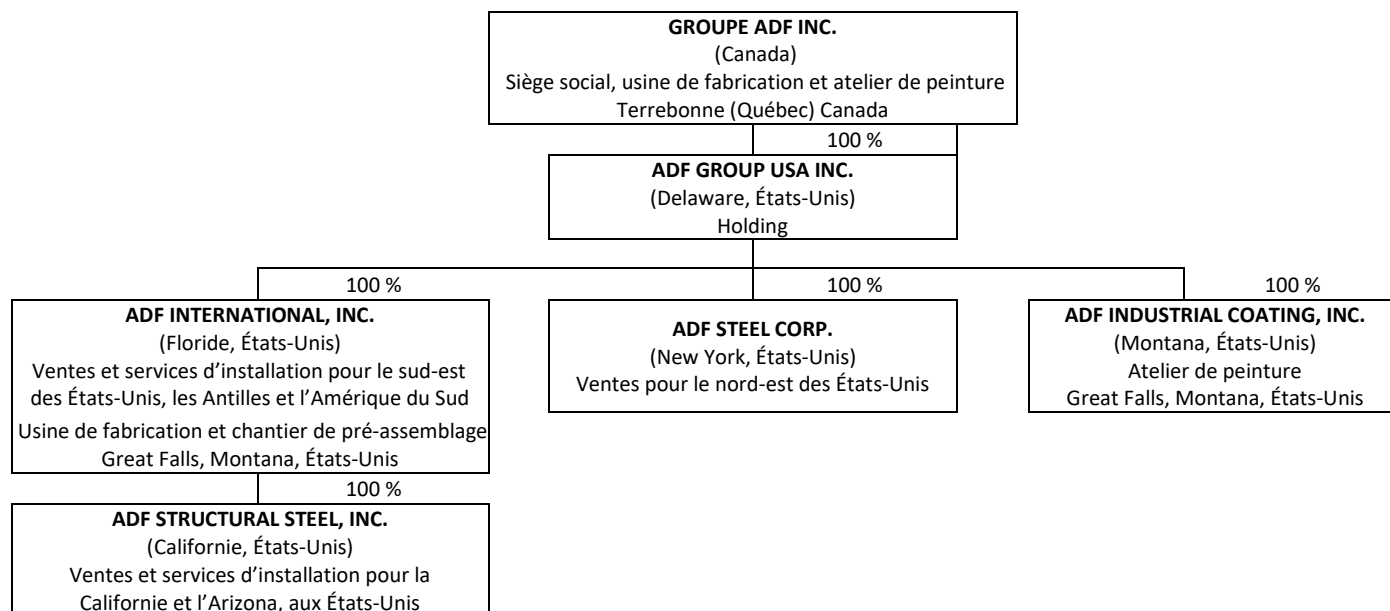 GROUPE ADF INC.
(Canada)
Siège social, usine de fabrication et atelier de peinture
Terrebonne (Québec) Canada
100 %
ADF GROUP USA INC.
(Delaware, États-Unis)
Holding
100 %
ADF INTERNATIONAL, INC.
(Floride, États-Unis)
Ventes et services d’installation pour le sud-est
des États-Unis, les Antilles et l’Amérique du Sud
Usine de fabrication et chantier de pré-assemblage
Great Falls, Montana, États-Unis
100 %
ADF STEEL CORP.
(New York, États-Unis)
Ventes pour le nord-est des États-Unis
100 %
ADF INDUSTRIAL COATING, INC.
(Montana, États-Unis)
Atelier de peinture
Great Falls, Montana, États-Unis
100 %
ADF STRUCTURAL STEEL, INC.
(Californie, États-Unis)
Ventes et services d’installation pour la
Californie et l’Arizona, aux États-Unis